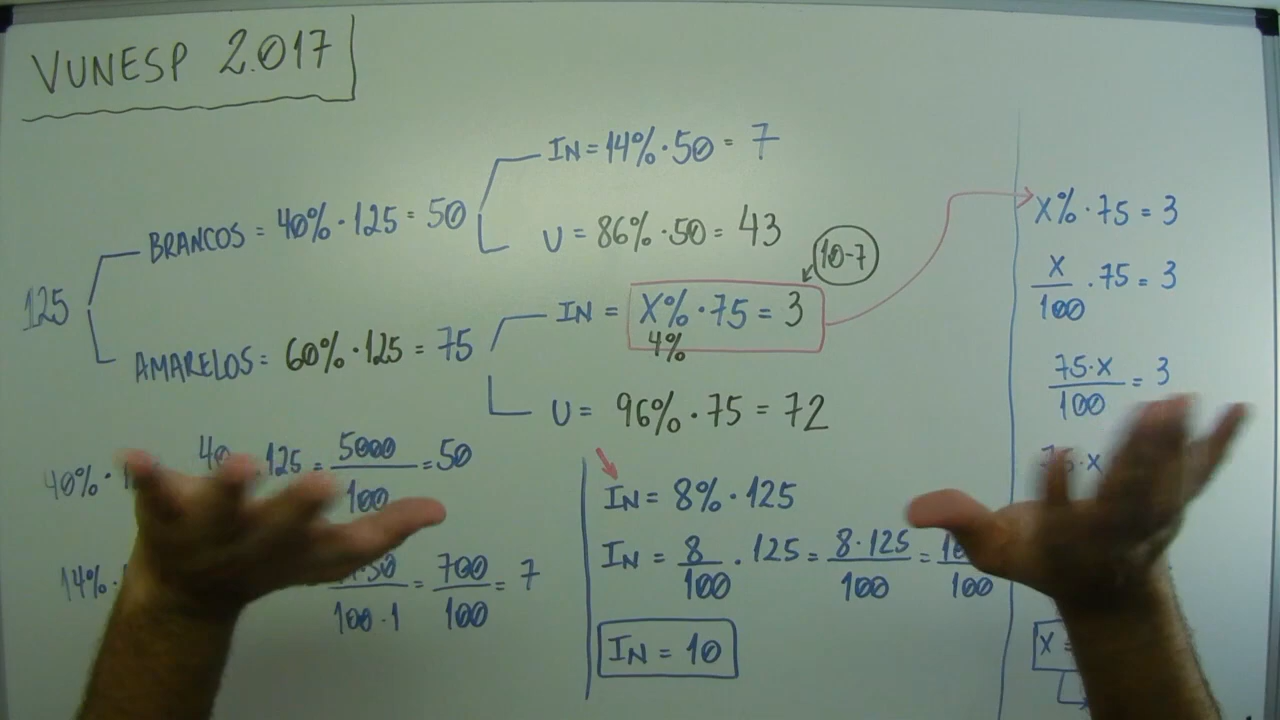 VUNESP 2.017
IN = 14% · 50 = 7
BRANCOS = 40% · 125 = 50
U = 86% · 50 = 43
10-7
125
IN = X% · 75 = 3
4%
AMARELOS = 60% · 125 = 75
U = 96% · 75 = 72
40% ·
40 · 125 = 5000/100 = 50
14% ·
/100 · 1 = 700/100 = 7
IN = 8% · 125
IN = 8/100 · 125 = 8 · 125/100 = /100
IN = 10
X% · 75 = 3
X/100 · 75 = 3
75 · X/100 = 3
· X
X =